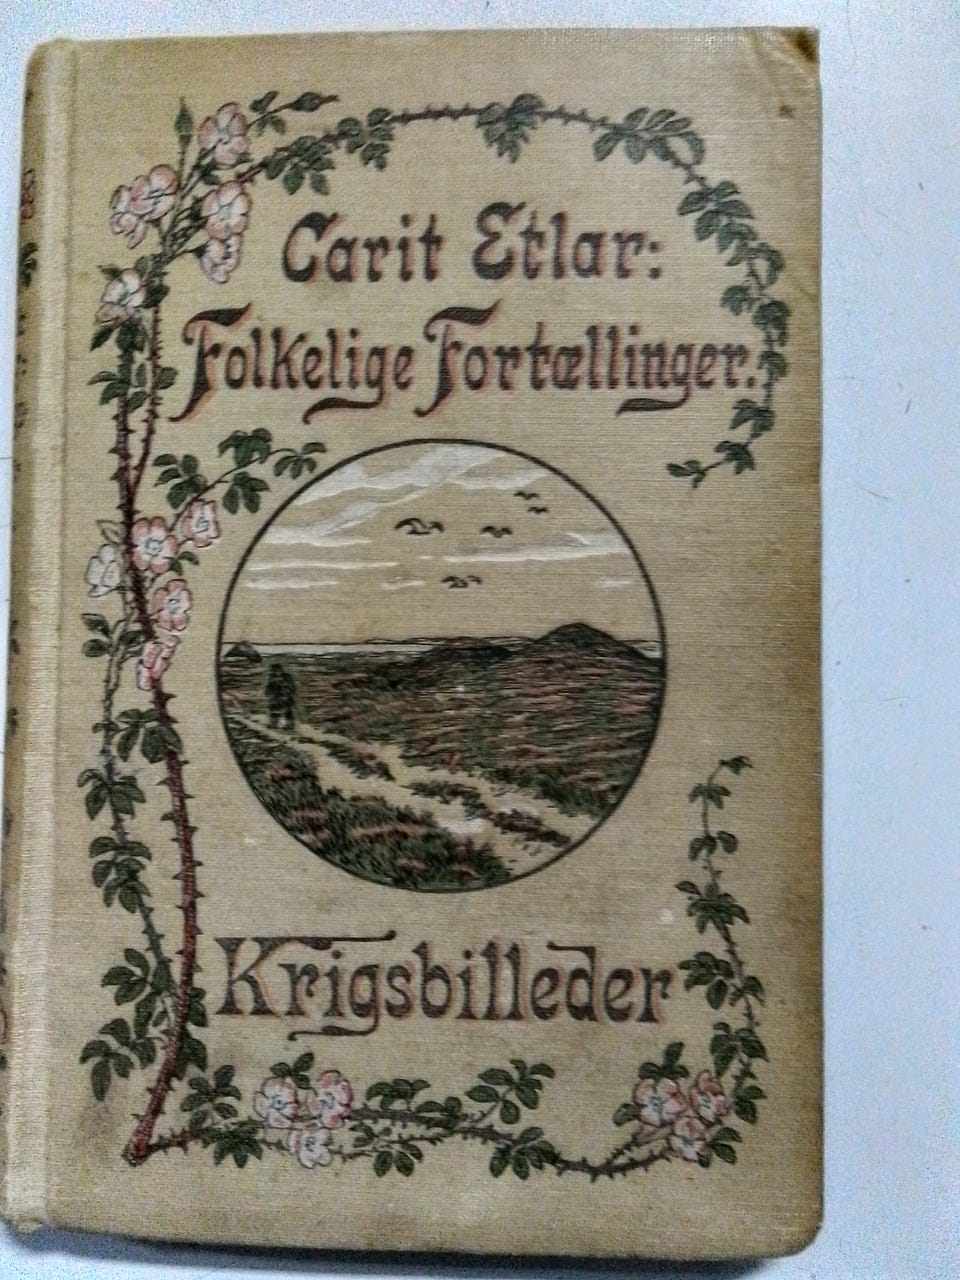 Carit Etlar:
Folkelige Fortællinger.
Krigsbilleder